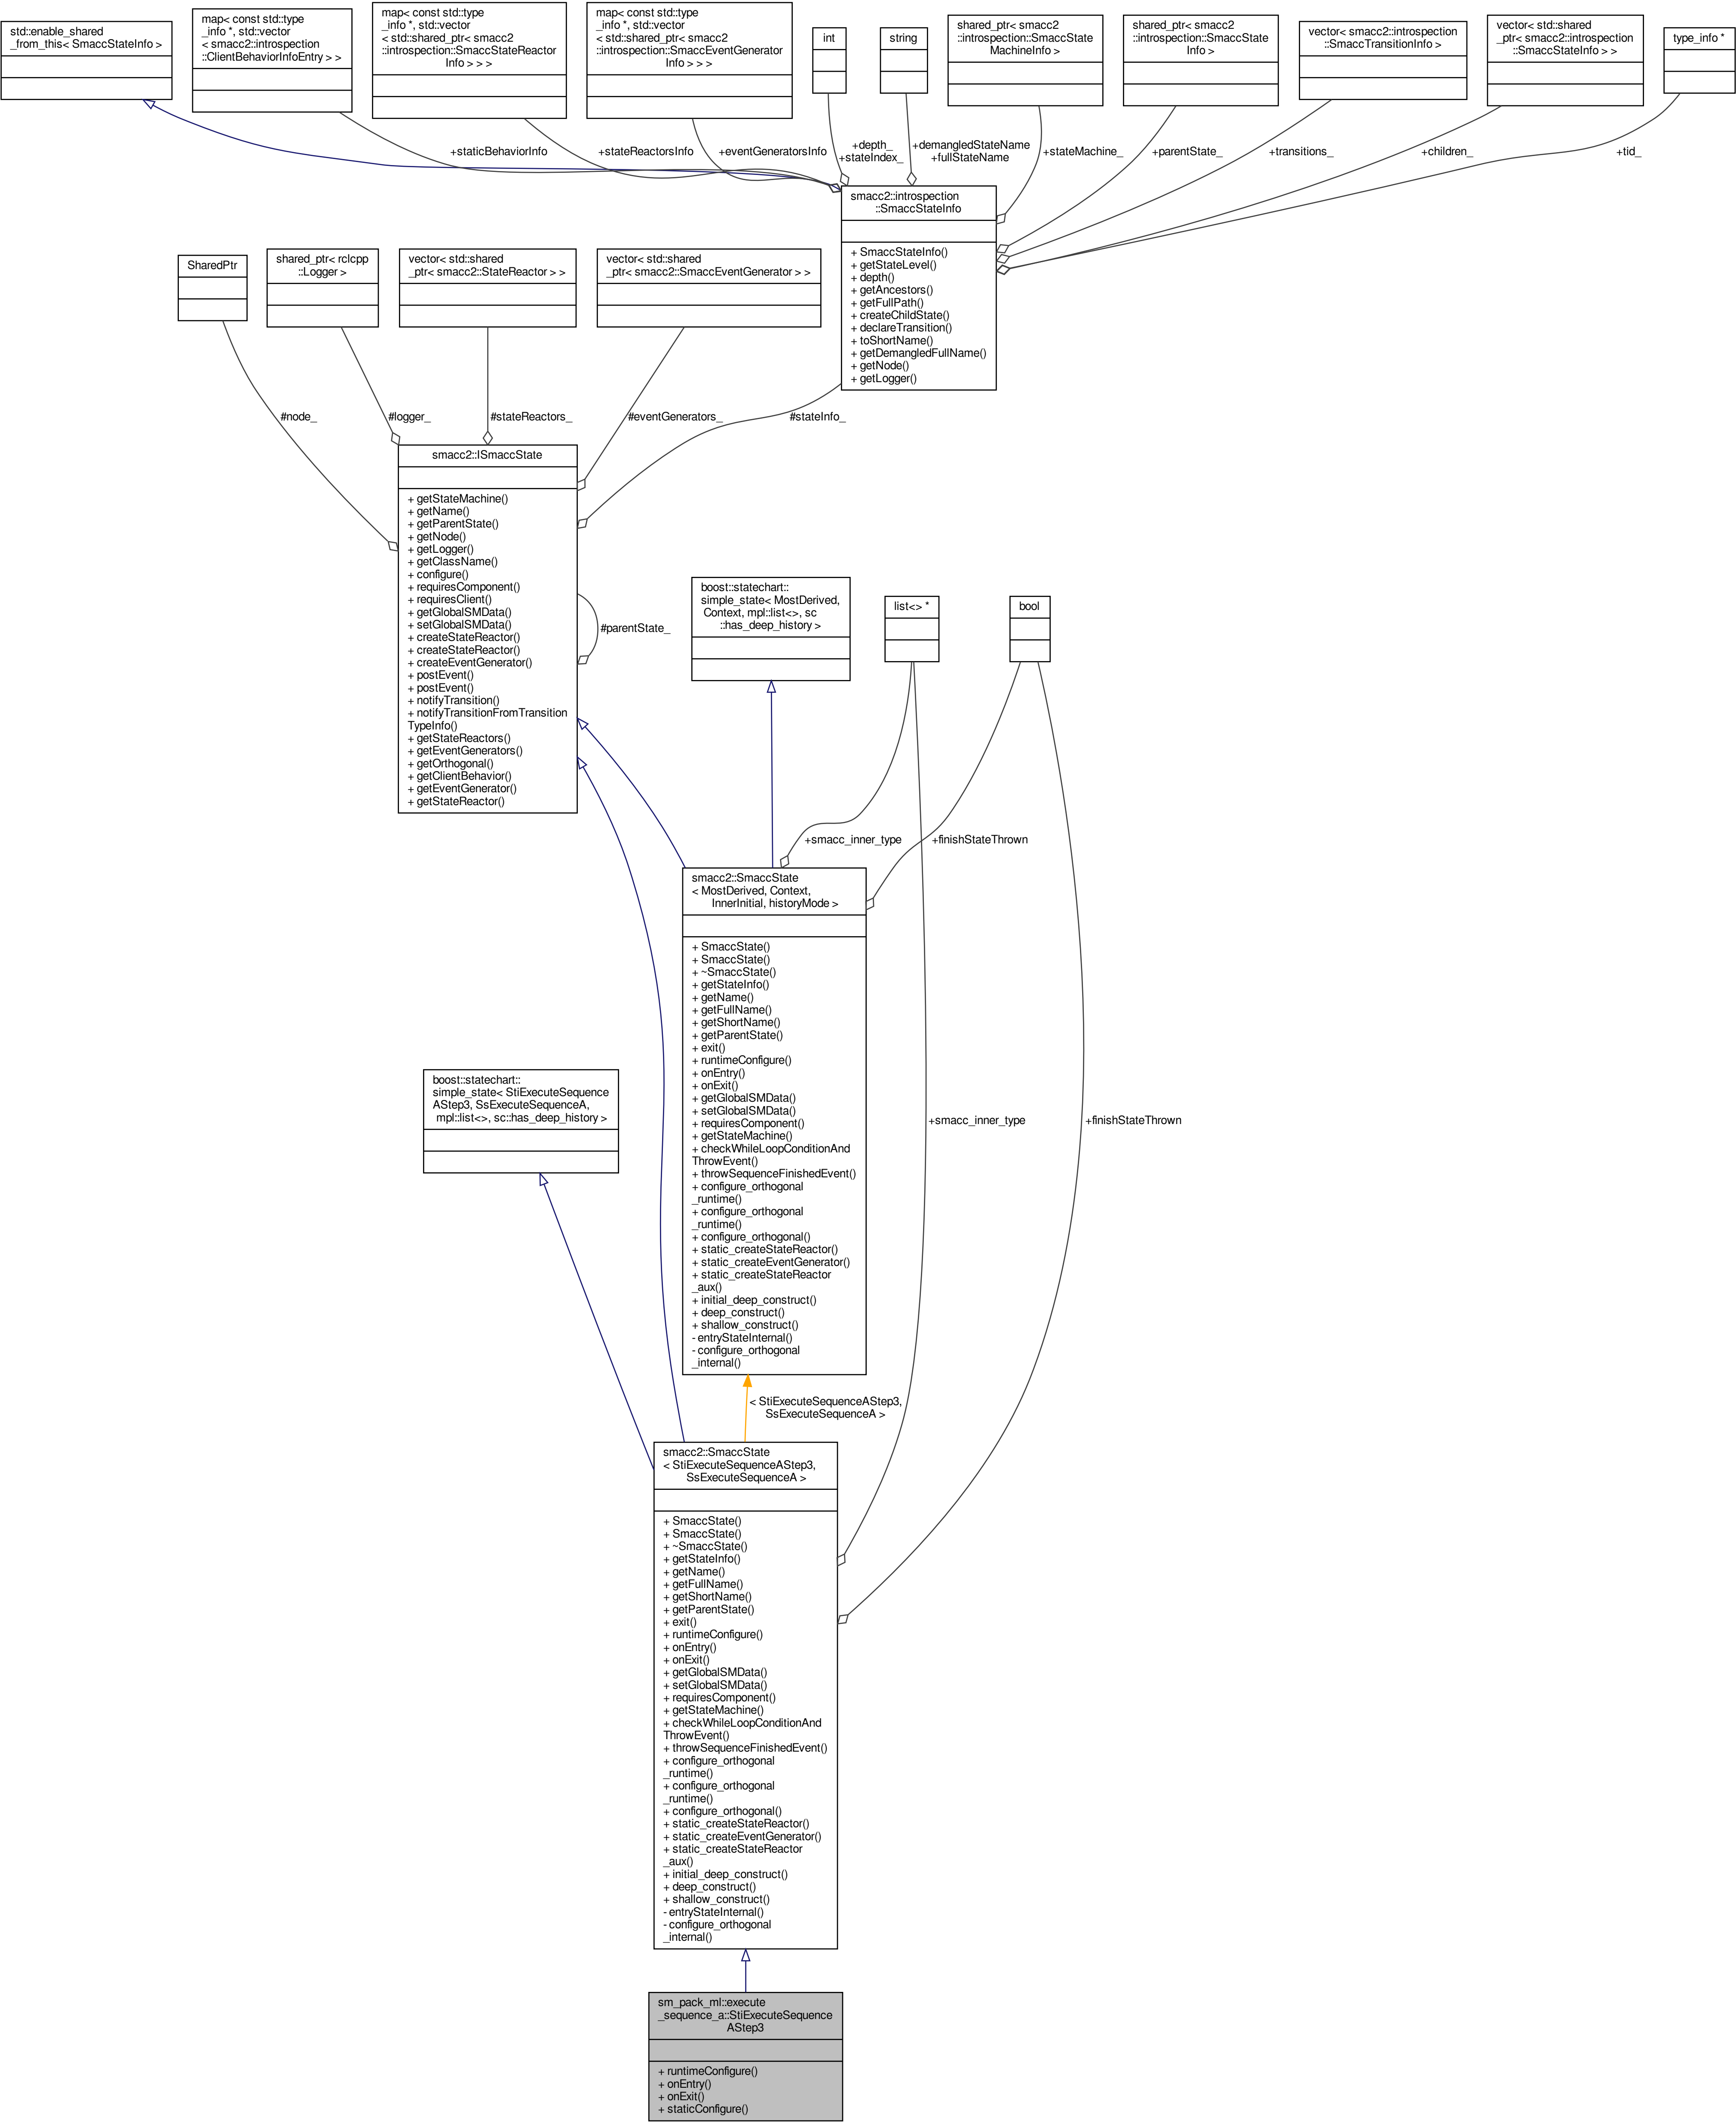 std::enable_shared
_from_this< SmaccStateInfo >
map< const std::type
_info *, std::vector
< smacc2::introspection
::ClientBehaviorInfoEntry > >
map< const std::type
_info *, std::vector
< std::shared_ptr< smacc2
::introspection::SmaccStateReactor
Info > > >
map< const std::type
_info *, std::vector
< std::shared_ptr< smacc2
::introspection::SmaccEventGenerator
Info > > >
int
string
shared_ptr< smacc2
::introspection::SmaccState
MachineInfo >
shared_ptr< smacc2
::introspection::SmaccState
Info >
vector< smacc2::introspection
::SmaccTransitionInfo >
vector< std::shared
_ptr< smacc2::introspection
::SmaccStateInfo > >
type_info *
+staticBehaviorInfo
+stateReactorsInfo
+eventGeneratorsInfo
+depth_
+stateIndex_
+demangledStateName
+fullStateName
+stateMachine_
+parentState_
+transitions_
+children_
+tid_
smacc2::introspection
::SmaccStateInfo
+ SmaccStateInfo()
+ getStateLevel()
+ depth()
+ getAncestors()
+ getFullPath()
+ createChildState()
+ declareTransition()
+ toShortName()
+ getDemangledFullName()
+ getNode()
+ getLogger()
SharedPtr
shared_ptr< rclcpp
::Logger >
vector< std::shared
_ptr< smacc2::StateReactor > >
vector< std::shared
_ptr< smacc2::SmaccEventGenerator > >
#node_
#logger_
#stateReactors_
#eventGenerators_
#stateInfo_
smacc2::ISmaccState
+ getStateMachine()
+ getName()
+ getParentState()
+ getNode()
+ getLogger()
+ getClassName()
+ configure()
+ requiresComponent()
+ requiresClient()
+ getGlobalSMData()
+ setGlobalSMData()
+ createStateReactor()
+ createStateReactor()
+ createEventGenerator()
+ postEvent()
+ postEvent()
+ notifyTransition()
+ notifyTransitionFromTransition
TypeInfo()
+ getStateReactors()
+ getEventGenerators()
+ getOrthogonal()
+ getClientBehavior()
+ getEventGenerator()
+ getStateReactor()
#parentState_
boost::statechart::
simple_state< MostDerived,
Context, mpl::list<>, sc
::has_deep_history >
list<> *
bool
+smacc_inner_type
+finishStateThrown
smacc2::SmaccState
< MostDerived, Context,
InnerInitial, historyMode >
+ SmaccState()
+ SmaccState()
+ ~SmaccState()
+ getStateInfo()
+ getName()
+ getFullName()
+ getShortName()
+ getParentState()
+ exit()
+ runtimeConfigure()
+ onEntry()
+ onExit()
+ getGlobalSMData()
+ setGlobalSMData()
+ requiresComponent()
+ getStateMachine()
+ checkWhileLoopConditionAnd
ThrowEvent()
+ throwSequenceFinishedEvent()
+ configure_orthogonal
_runtime()
+ configure_orthogonal
_runtime()
+ configure_orthogonal()
+ static_createStateReactor()
+ static_createEventGenerator()
+ static_createStateReactor
_aux()
+ initial_deep_construct()
+ deep_construct()
+ shallow_construct()
- entryStateInternal()
- configure_orthogonal
_internal()
boost::statechart::
simple_state< StiExecuteSequence
AStep3, SsExecuteSequenceA,
mpl::list<>, sc::has_deep_history >
+smacc_inner_type
+finishStateThrown
< StiExecuteSequenceAStep3,
SsExecuteSequenceA >
smacc2::SmaccState
< StiExecuteSequenceAStep3,
SsExecuteSequenceA >
+ SmaccState()
+ SmaccState()
+ ~SmaccState()
+ getStateInfo()
+ getName()
+ getFullName()
+ getShortName()
+ getParentState()
+ exit()
+ runtimeConfigure()
+ onEntry()
+ onExit()
+ getGlobalSMData()
+ setGlobalSMData()
+ requiresComponent()
+ getStateMachine()
+ checkWhileLoopConditionAnd
ThrowEvent()
+ throwSequenceFinishedEvent()
+ configure_orthogonal
_runtime()
+ configure_orthogonal
_runtime()
+ configure_orthogonal()
+ static_createStateReactor()
+ static_createEventGenerator()
+ static_createStateReactor
_aux()
+ initial_deep_construct()
+ deep_construct()
+ shallow_construct()
- entryStateInternal()
- configure_orthogonal
_internal()
sm_pack_ml::execute
_sequence_a::StiExecuteSequence
AStep3
+ runtimeConfigure()
+ onEntry()
+ onExit()
+ staticConfigure()